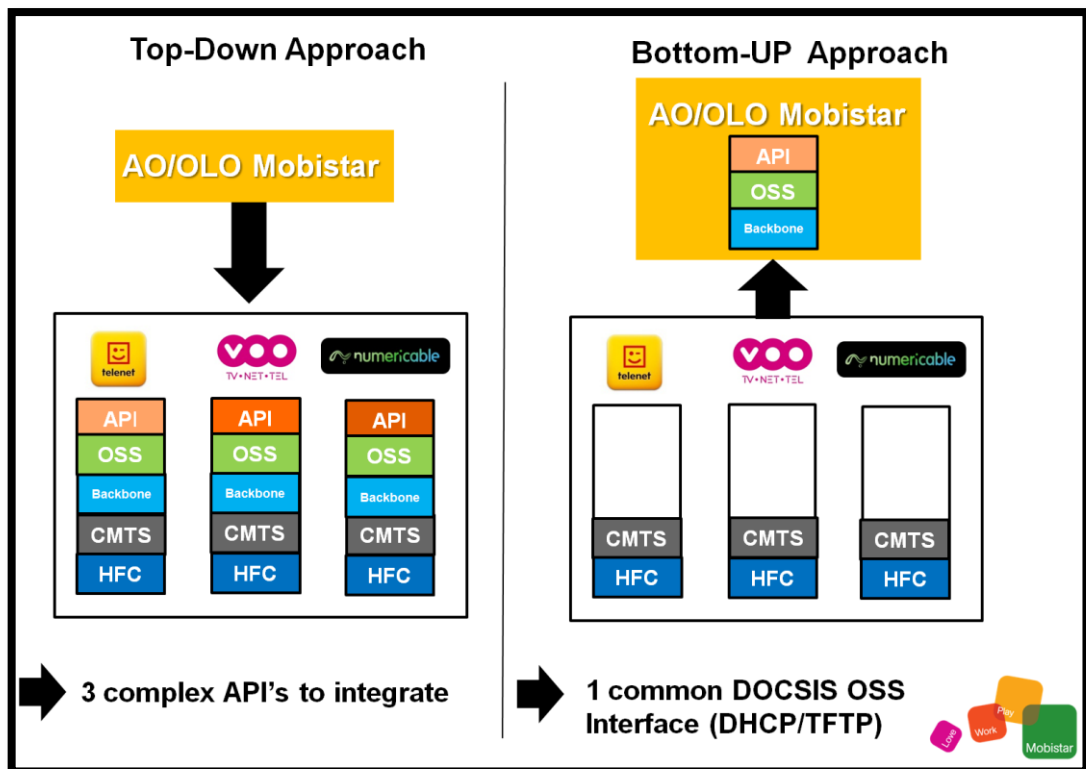 Top-Down Approach
AO/OLO Mobistar
telenet
VOO
TV•NET•TEL
numericable
API
API
API
OSS
OSS
OSS
Backbone
Backbone
Backbone
CMTS
CMTS
CMTS
HFC
HFC
HFC
3 complex API's to integrate
Bottom-UP Approach
AO/OLO Mobistar
API
OSS
Backbone
telenet
VOO
TV•NET•TEL
numericable
CMTS
CMTS
CMTS
HFC
HFC
HFC
1 common DOCSIS OSS
Interface (DHCP/TFTP)
Love
Work
Play
Mobistar